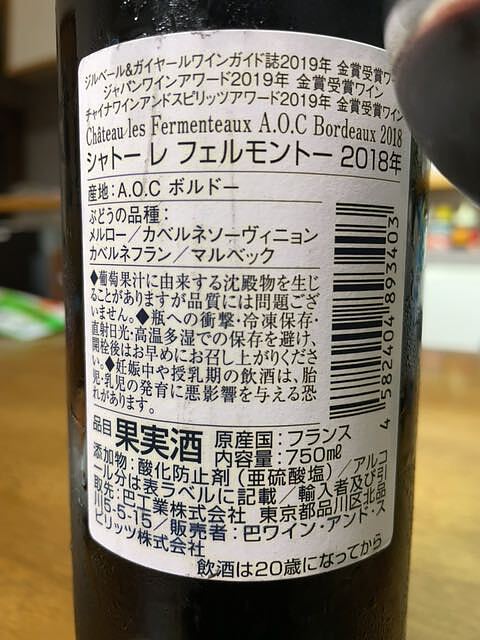 ジルベール&ガイヤールワインガイド誌2019年 金賞受賞ワ
ジャパンワインアワード2019年 金賞受賞ワイン
チャイナワインアンドスピリッツアワード2019年 金賞受賞ワイン
Château les Fermenteaux A.O.C Bordeaux 2018
シャトー レ フェルモントー 2018年
産地:A.O.C ボルドー
ぶどうの品種:
メルロー/カベルネソーヴィニョン
カベルネフラン/マルベック
◆葡萄果汁に由来する沈殿物を生じ
ることがありますが品質には問題ござ
いません。◆瓶への衝撃・冷凍保存・
直射日光・高温多湿での保存を避け、
開栓後はお早めにお召し上がりくださ
い。◆妊娠中や授乳期の飲酒は、胎
児・乳児の発育に悪影響を与える恐
れがあります。
4 582404 893403
品目 果実酒 原産国:フランス
内容量:750mℓ
添加物:酸化防止剤(亜硫酸塩)/アルコ
ール分は表ラベルに記載/輸入者及び引
取先:巴工業株式会社 東京都品川区北品
川5-5-15/販売者:巴ワイン・アンド・ス
ピリッツ株式会社
飲酒は20歳になってから